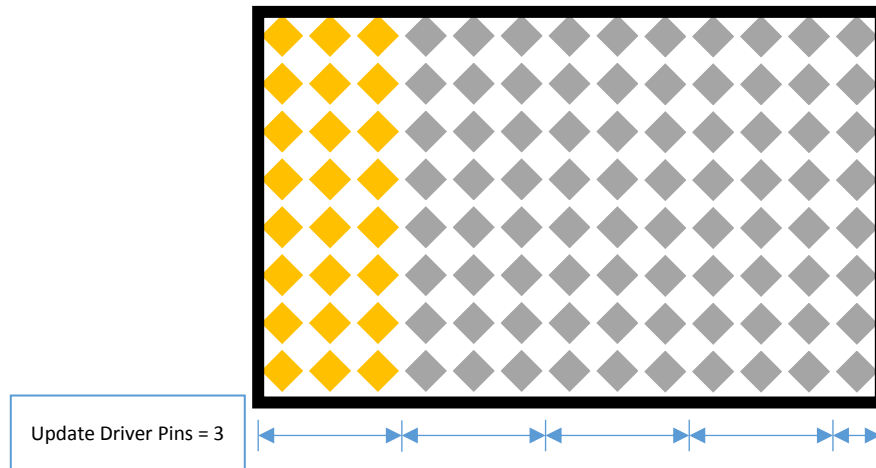 Update Driver Pins = 3